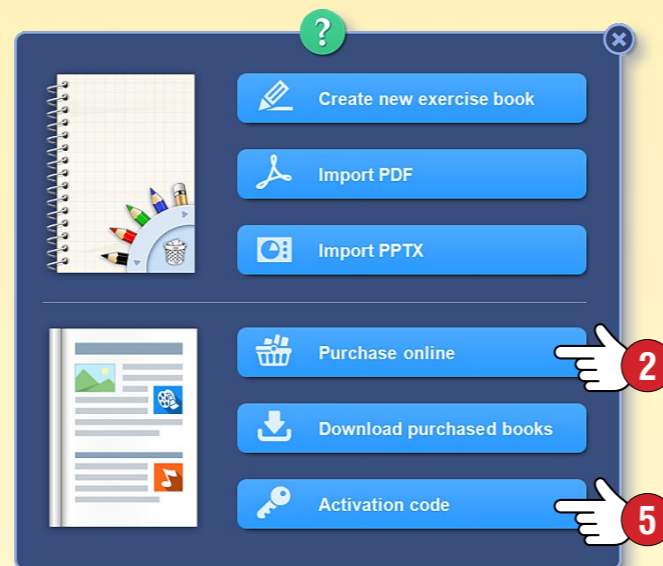 ?
Create new exercise book
Import PDF
Import PPTX
Purchase online
2
Download purchased books
Activation code
5